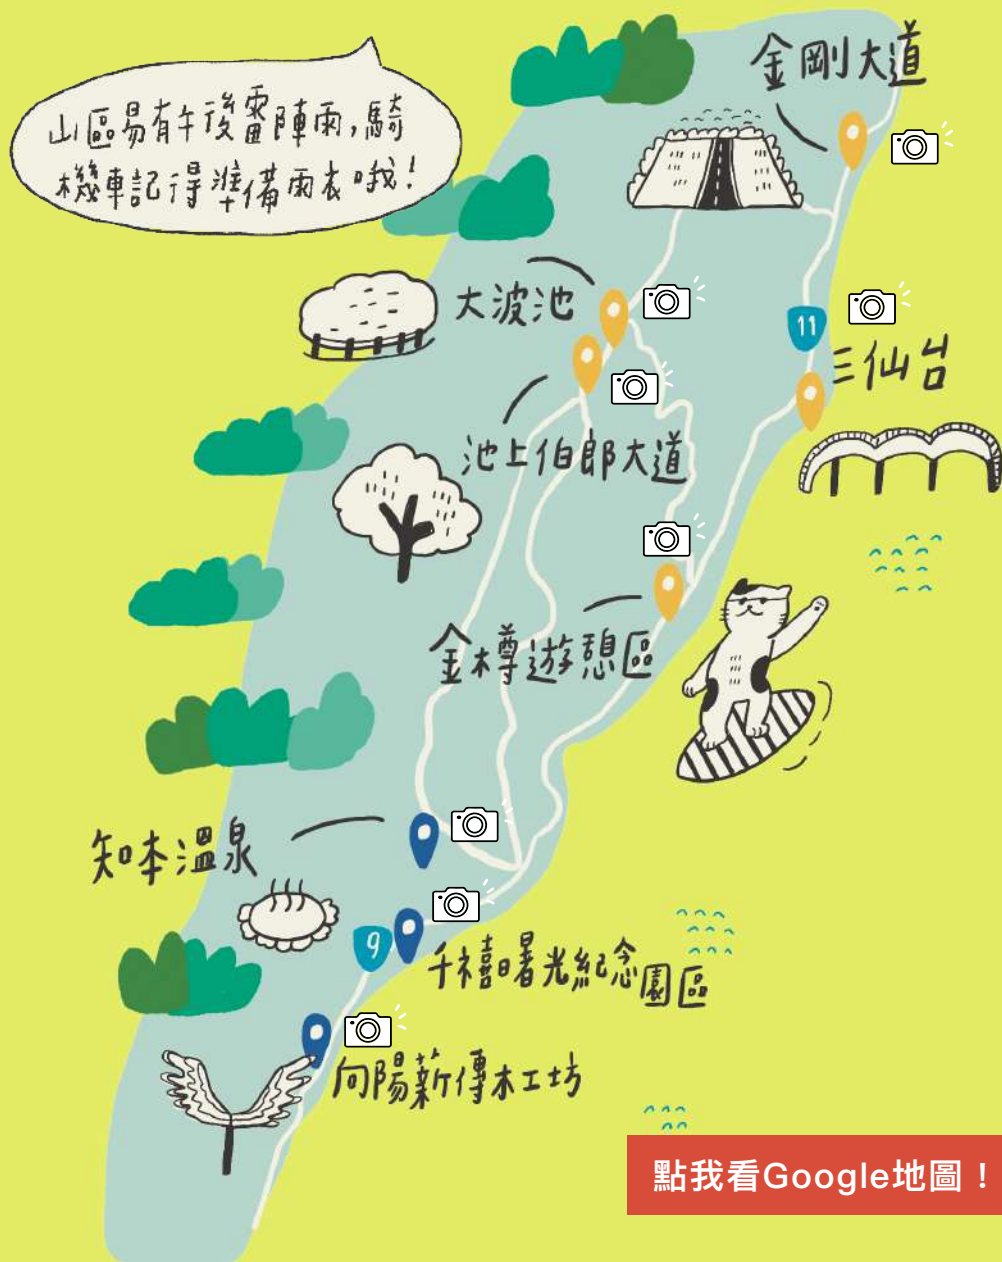 金剛大道
山區易有午後雷陣雨,騎
機車記得準備雨衣哦!
大波池
11
三仙台
池上伯郎大道
金樽遊憩區
知本溫泉
9
千禧曙光紀念園區
向陽薪傳木工坊
點我看Google地圖！